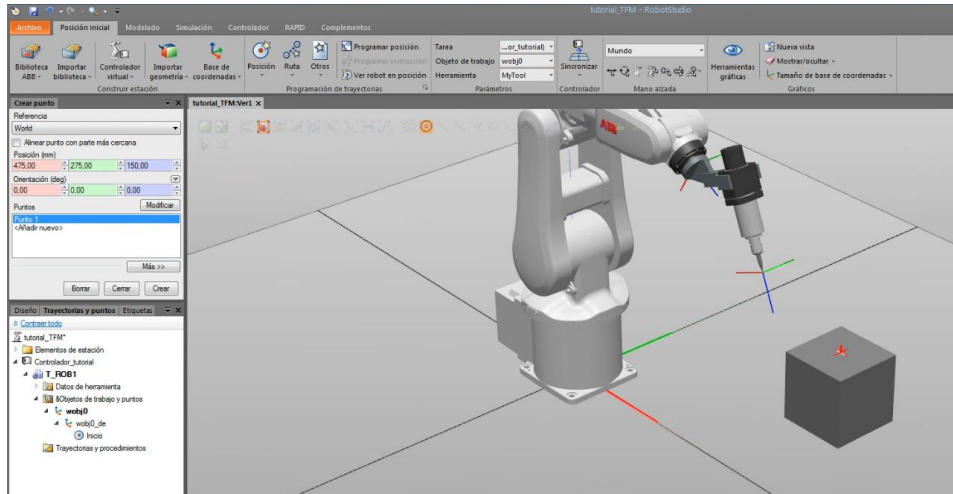 tutorial_TFM - RobotStudio
Archivo Posición inicial Modelado Simulación Controlador RAPID Complementos
Biblioteca ABB Importar biblioteca Controlador virtual Importar geometría Base de coordenadas
Construir estación
Posición Ruta Otros
Programar posición
Programar instrucción
Ver robot en posición
Programación de trayectorias
Tarea ...or_tutorial)
Objeto de trabajo wobj0
Herramienta MyTool
Parámetros
Sincronizar
Controlador
Mundo
Mano alzada
Herramientas gráficas
Nueva vista
Mostrar/ocultar
Tamaño de base de coordenadas
Gráficos
Crear punto
tutorial_TFM:Ver1
Referencia
World
Alinear punto con parte más cercana
Posición (mm)
475,00 275,00 150,00
Orientación (deg)
0,00 0,00 0,00
Puntos Modificar
Punto 1
<Añadir nuevo>
Más >>
Borrar Cerrar Crear
Diseño Trayectorias y puntos Etiquetas
Contraer todo
tutorial_TFM*
Elementos de estación
Controlador_tutorial
T_ROB1
Datos de herramienta
&Objetos de trabajo y puntos
wobj0
wobj0_de
Inicio
Trayectorias y procedimientos
ABB